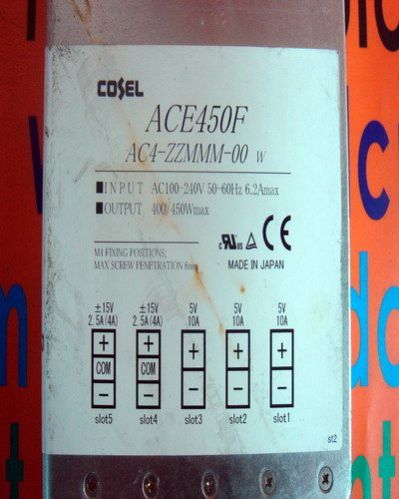 COSEL
ACE450F
AC4-ZZMMM-00 W
■INPUT AC100-240V 50-60Hz 6.2Amax
■OUTPUT 400/450Wmax
M4 FIXING POSITIONS;
MAX SCREW PENETRATION 6mm
c RU us CE
MADE IN JAPAN
±15V ±15V 5V 5V 5V
2.5A(4A) 2.5A(4A) 10A 10A 10A
+ + + + +
COM COM
− − − − −
slot5 slot4 slot3 slot2 slot1
st2